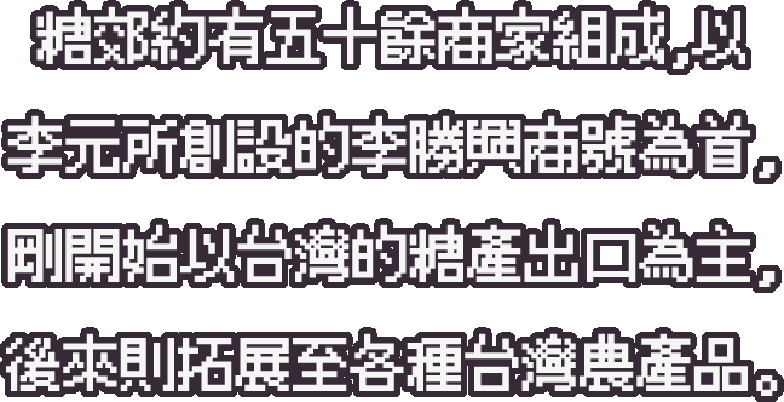 糖郊約有五十餘商家組成,以
李元所創設的李勝興商號為首,
剛開始以台灣的糖產出口為主,
後來則拓展至各種台灣農產品。